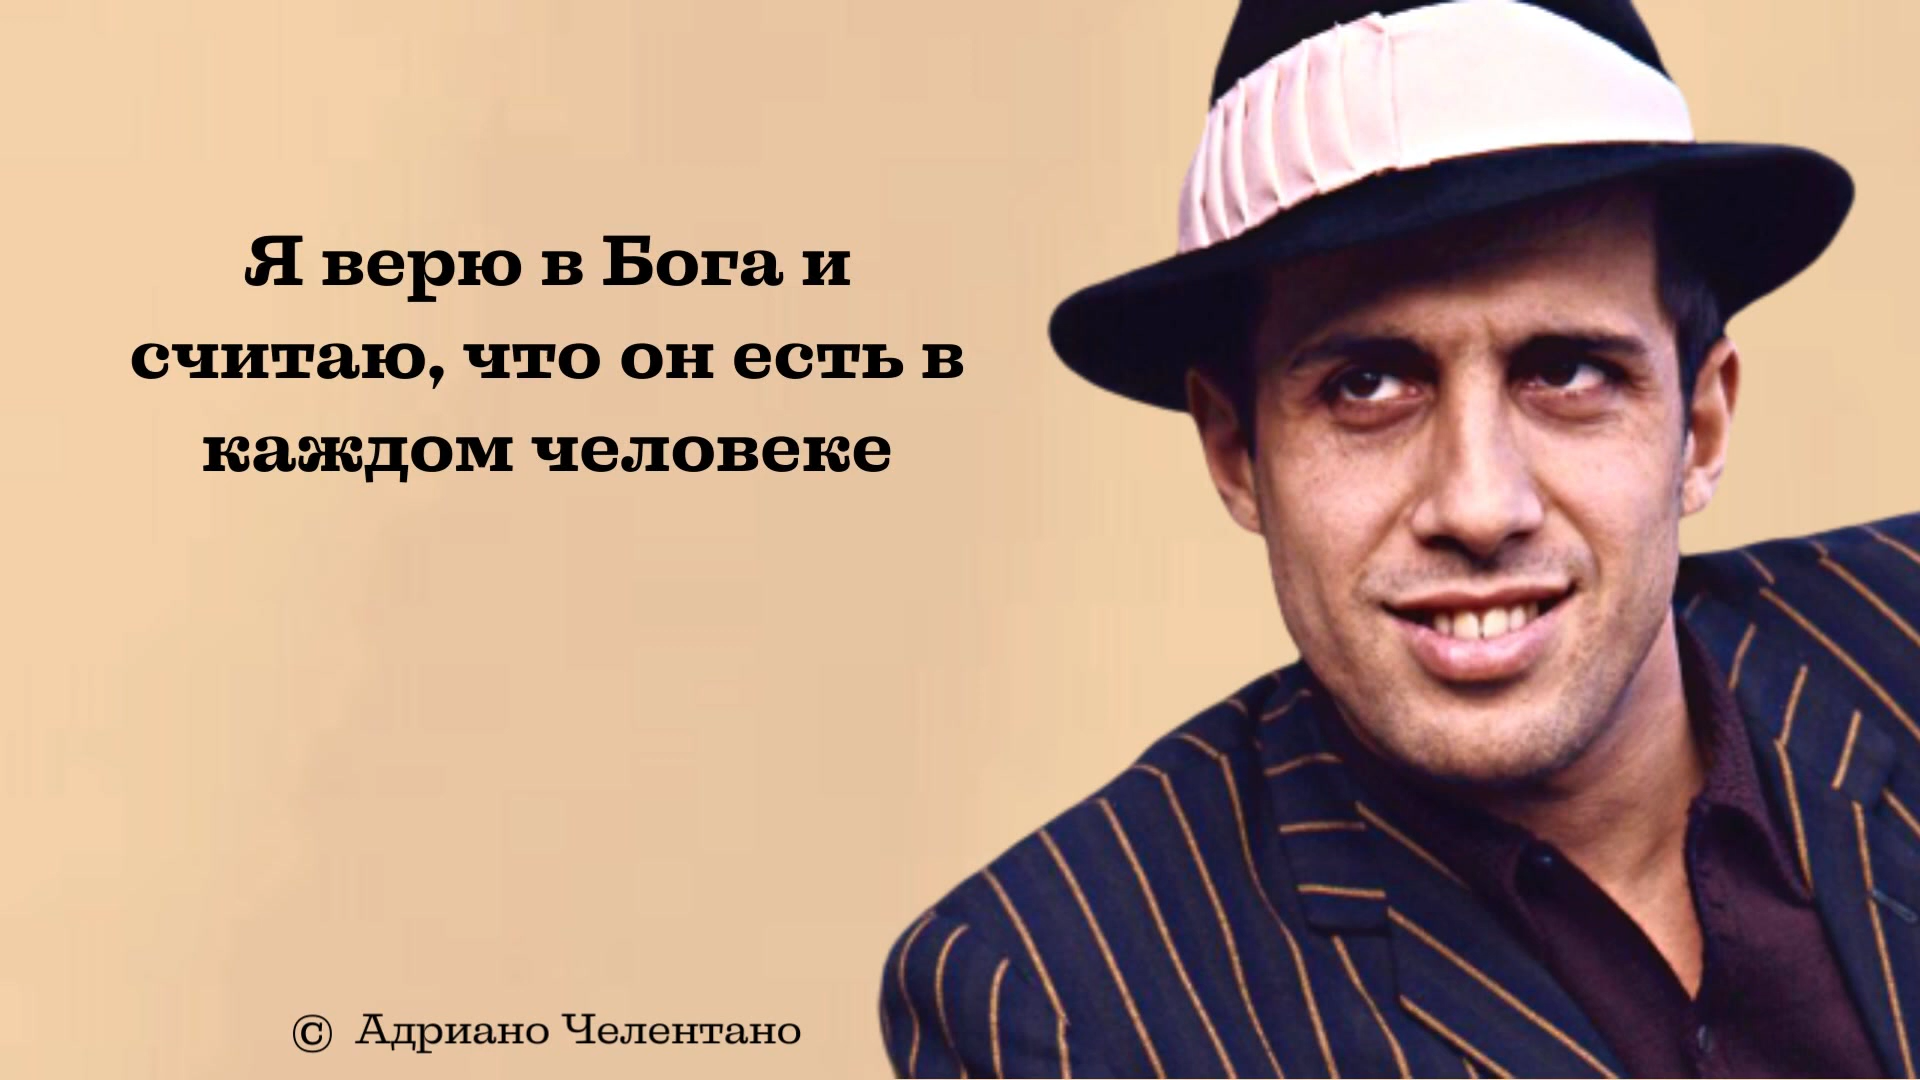 Я верю в Бога и
считаю, что он есть в
каждом человеке
© Адриано Челентано